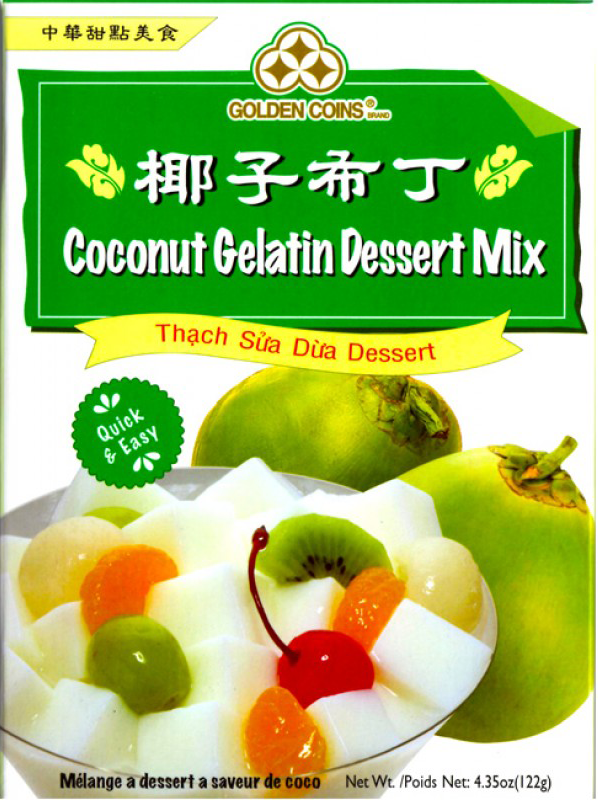 中華甜點美食
GOLDEN COINS® BRAND
椰子布丁
Coconut Gelatin Dessert Mix
Thạch Sửa Dừa Dessert
Quick
& Easy
Mélange a dessert a saveur de coco Net Wt. /Poids Net: 4.35oz(122g)